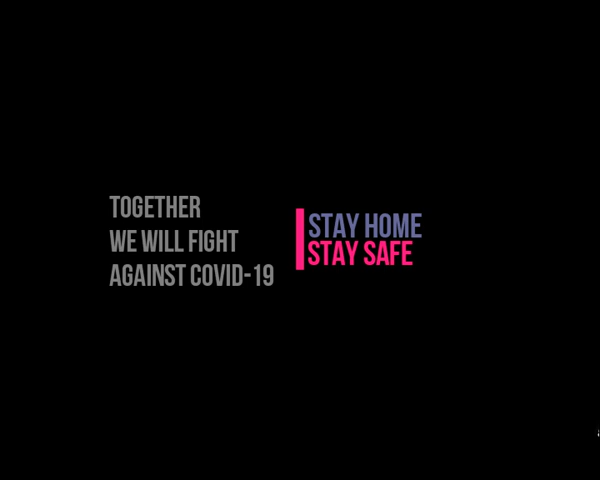 TOGETHER
WE WILL FIGHT
AGAINST COVID-19
STAY HOME
STAY SAFE